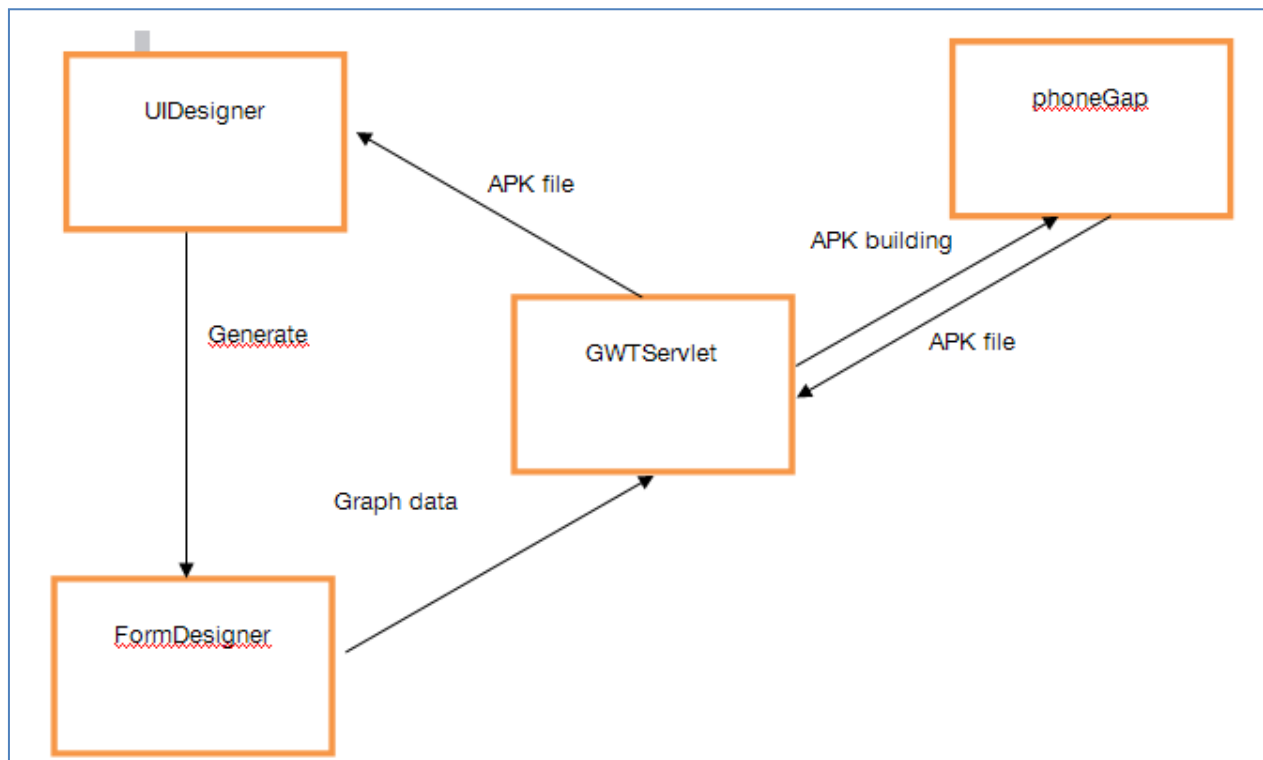 UIDesigner
phoneGap
APK file
APK building
Generate
APK file
GWTServlet
Graph data
FormDesigner